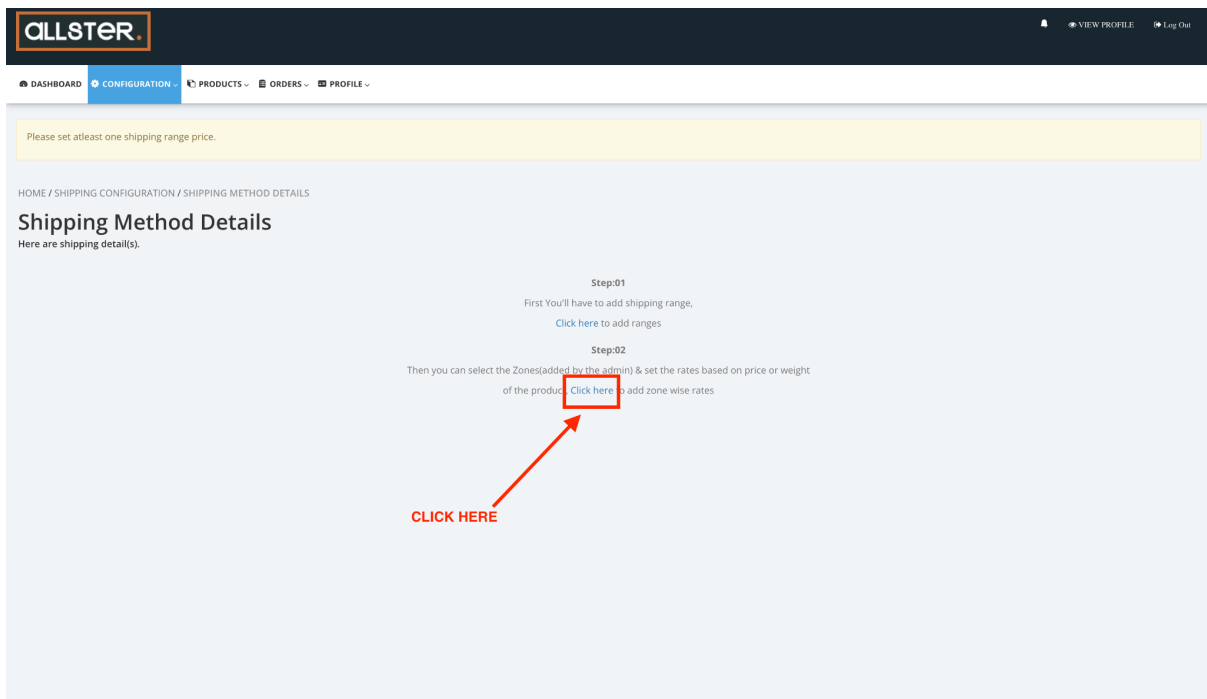 ALLSTER.
VIEW PROFILE Log Out
DASHBOARD CONFIGURATION PRODUCTS ORDERS PROFILE
Please set atleast one shipping range price.
HOME / SHIPPING CONFIGURATION / SHIPPING METHOD DETAILS
Shipping Method Details
Here are shipping detail(s).
Step:01
First You'll have to add shipping range,
Click here to add ranges
Step:02
Then you can select the Zones(added by the admin) & set the rates based on price or weight
of the product. Click here to add zone wise rates
CLICK HERE